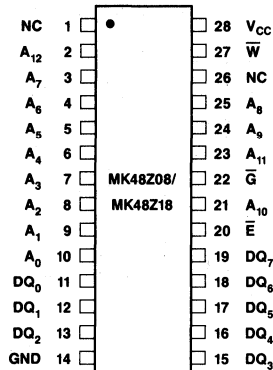 NC 1 28 V_CC
A₁₂ 2 27 W̅
A₇ 3 26 NC
A₆ 4 25 A₈
A₅ 5 24 A₉
A₄ 6 23 A₁₁
A₃ 7 MK48Z08/ 22 G̅
A₂ 8 MK48Z18 21 A₁₀
A₁ 9 20 E̅
A₀ 10 19 DQ₇
DQ₀ 11 18 DQ₆
DQ₁ 12 17 DQ₅
DQ₂ 13 16 DQ₄
GND 14 15 DQ₃